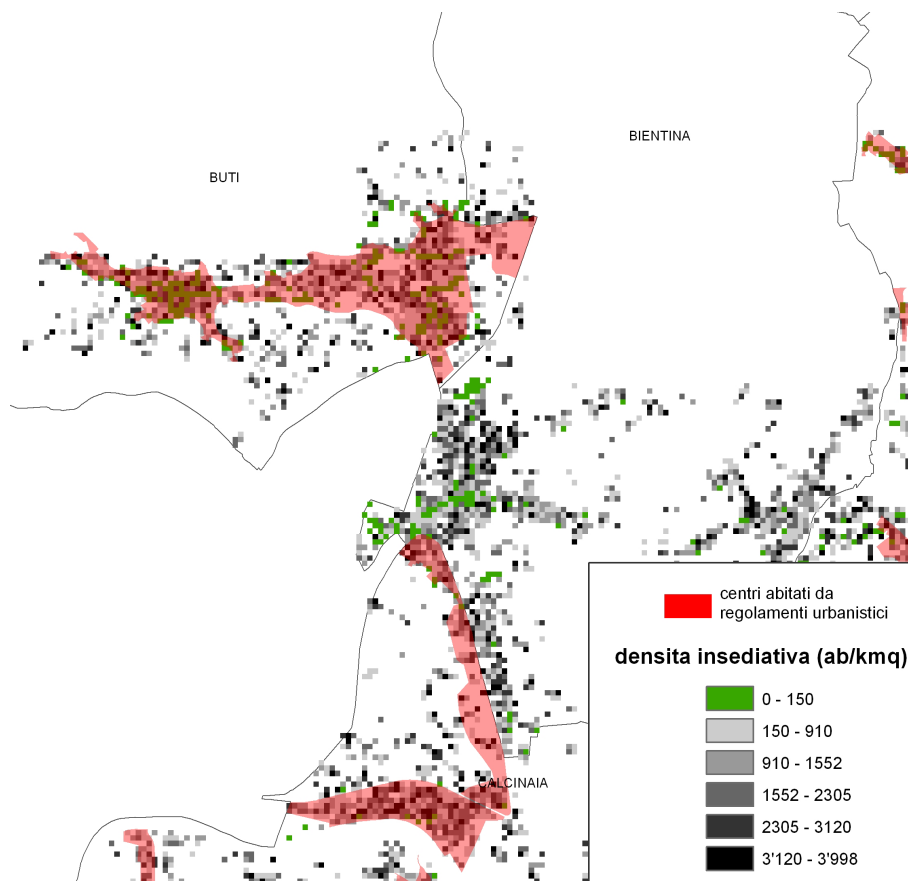 BIENTINA
BUTI
centri abitati da
regolamenti urbanistici
densita insediativa (ab/kmq)
0 - 150
150 - 910
910 - 1552
1552 - 2305
2305 - 3120
3'120 - 3'998
CALCINAIA